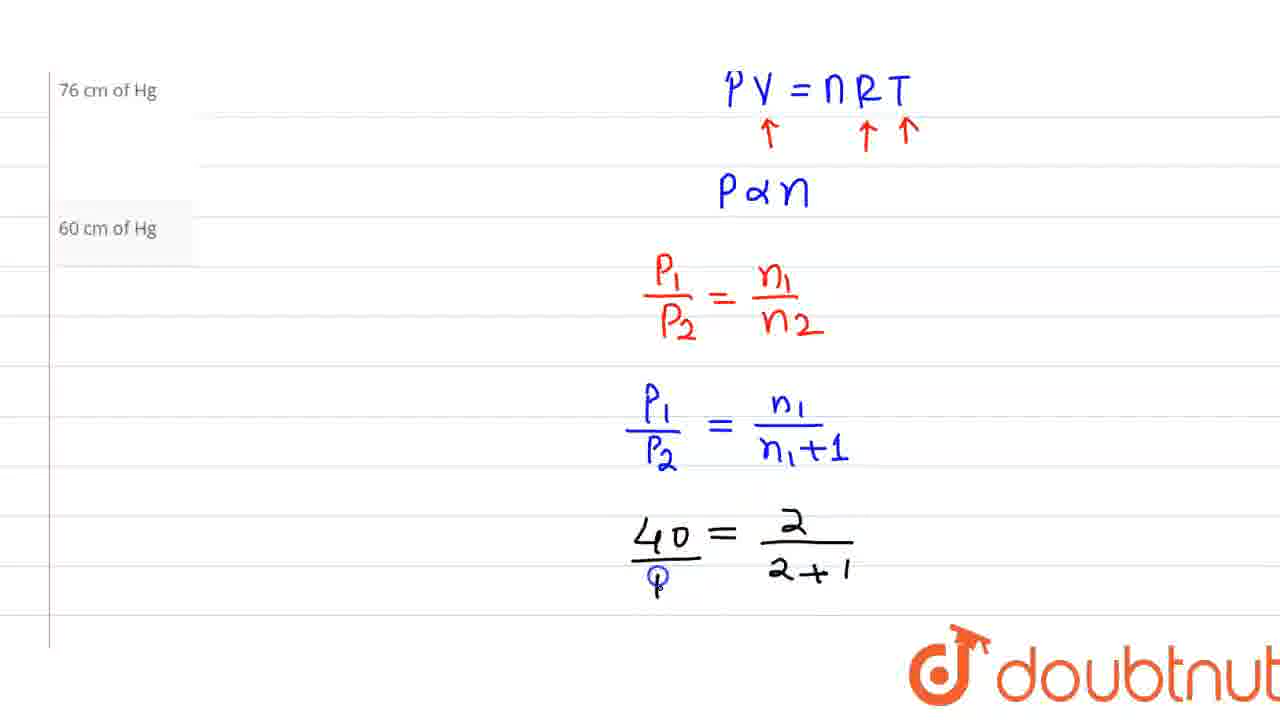 76 cm of Hg
60 cm of Hg
PV = nRT
P ∝ n
P₁/P₂ = n₁/n₂
P₁/P₂ = n₁/(n₁+1)
40/P = 2/(2+1)
doubtnut